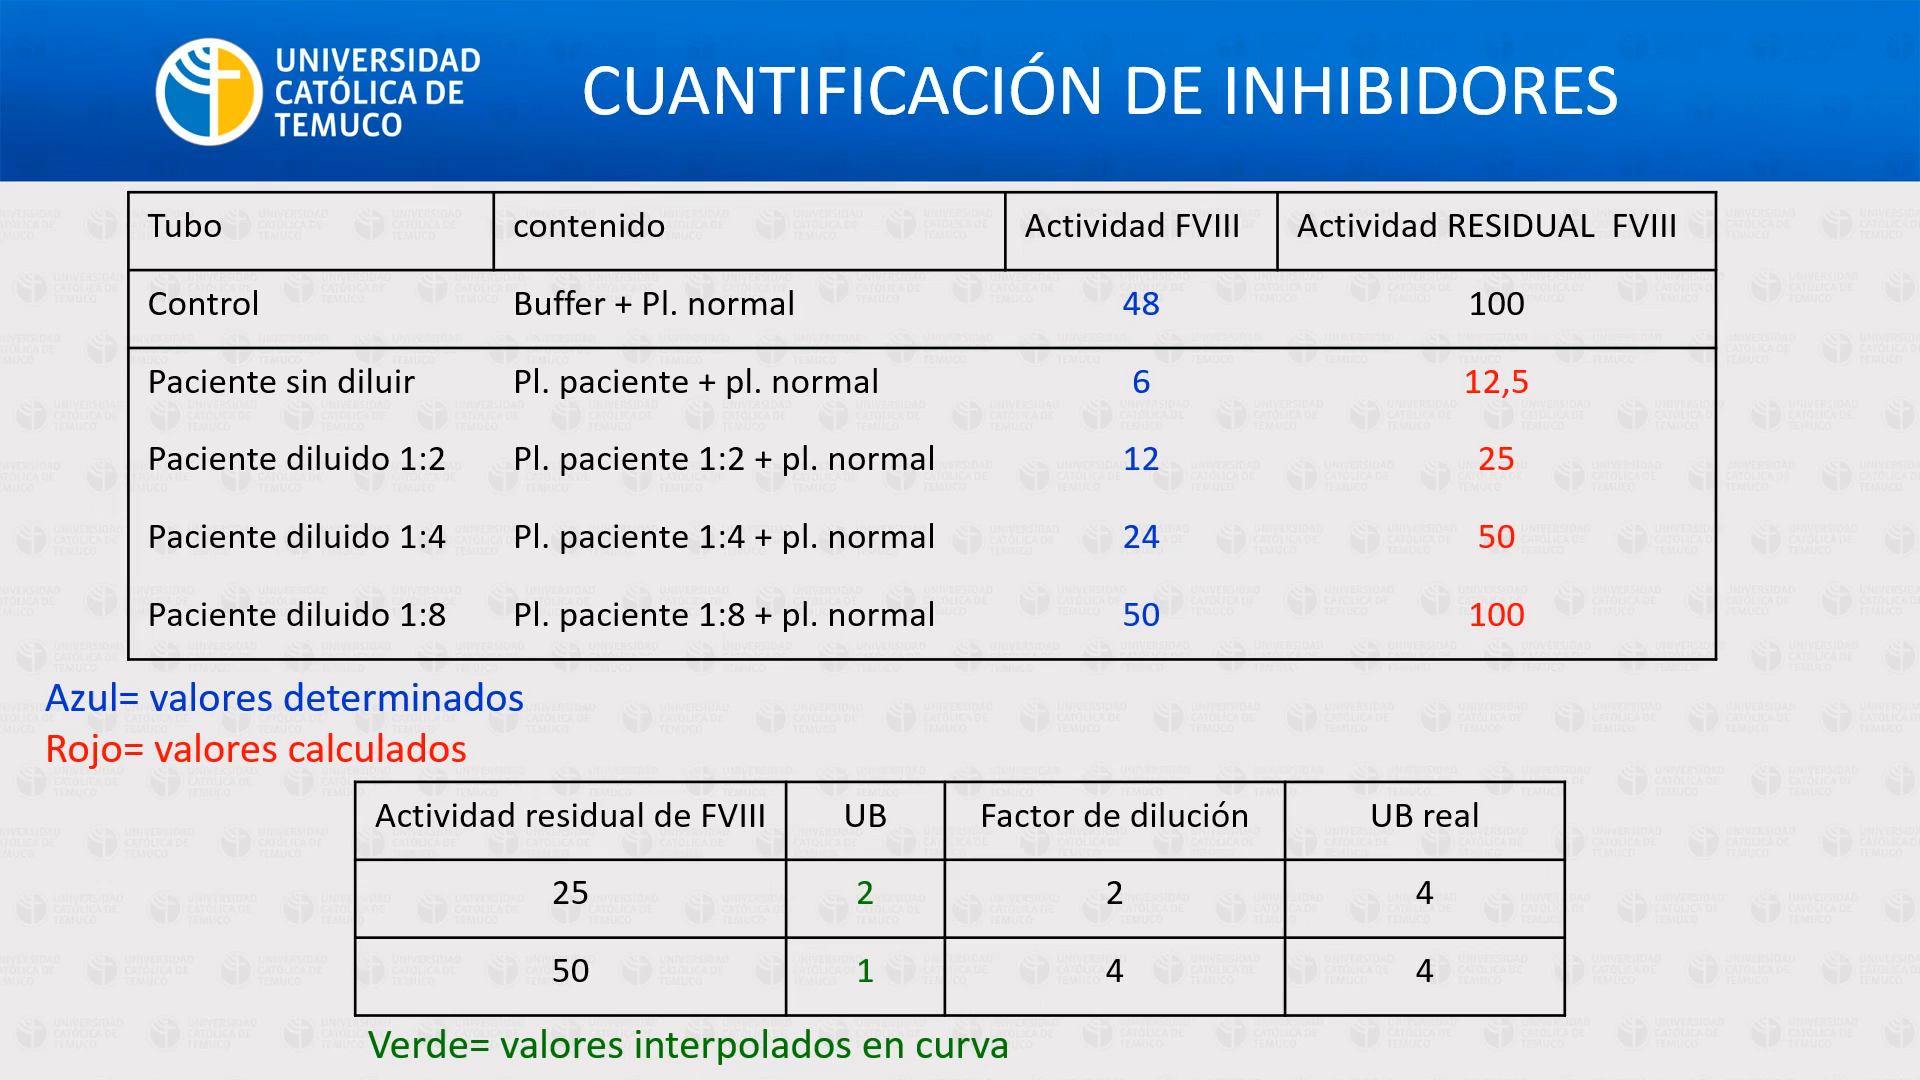 UNIVERSIDAD
CATÓLICA DE
TEMUCO
CUANTIFICACIÓN DE INHIBIDORES
Tubo contenido Actividad FVIII Actividad RESIDUAL FVIII
Control Buffer + Pl. normal 48 100
Paciente sin diluir Pl. paciente + pl. normal 6 12,5
Paciente diluido 1:2 Pl. paciente 1:2 + pl. normal 12 25
Paciente diluido 1:4 Pl. paciente 1:4 + pl. normal 24 50
Paciente diluido 1:8 Pl. paciente 1:8 + pl. normal 50 100
Azul= valores determinados
Rojo= valores calculados
Actividad residual de FVIII UB Factor de dilución UB real
25 2 2 4
50 1 4 4
Verde= valores interpolados en curva